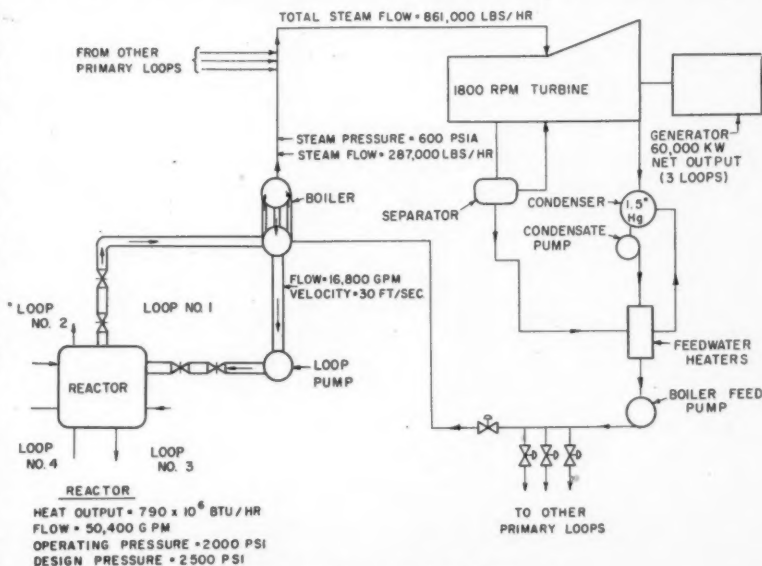 TOTAL STEAM FLOW = 861,000 LBS/HR
FROM OTHER
PRIMARY LOOPS
1800 RPM TURBINE
GENERATOR
60,000 KW
NET OUTPUT
(3 LOOPS)
STEAM PRESSURE = 600 PSIA
STEAM FLOW = 287,000 LBS/HR
BOILER
SEPARATOR
CONDENSER
1.5"
Hg
CONDENSATE
PUMP
FLOW = 16,800 GPM
VELOCITY = 30 FT/SEC
LOOP NO. 1
LOOP
NO. 2
REACTOR
LOOP
PUMP
FEEDWATER
HEATERS
BOILER FEED
PUMP
LOOP
NO. 4
LOOP
NO. 3
REACTOR
HEAT OUTPUT = 790 x 10⁶ BTU/HR
FLOW = 50,400 GPM
OPERATING PRESSURE = 2000 PSI
DESIGN PRESSURE = 2500 PSI
TO OTHER
PRIMARY LOOPS